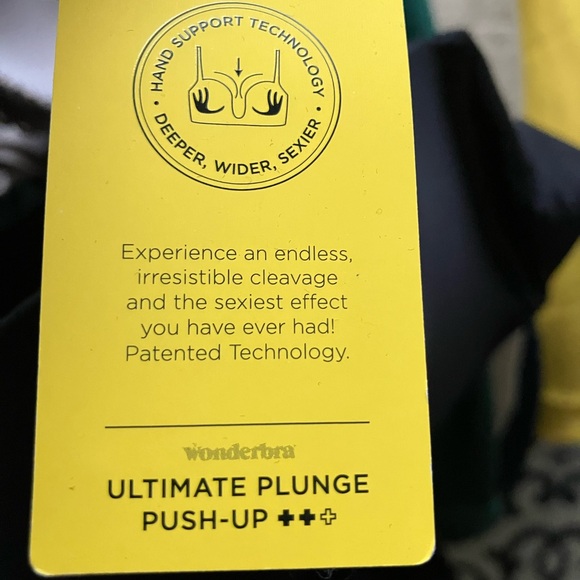 • HAND SUPPORT TECHNOLOGY •
DEEPER, WIDER, SEXIER
Experience an endless,
irresistible cleavage
and the sexiest effect
you have ever had!
Patented Technology.
wonderbra
ULTIMATE PLUNGE
PUSH-UP +++